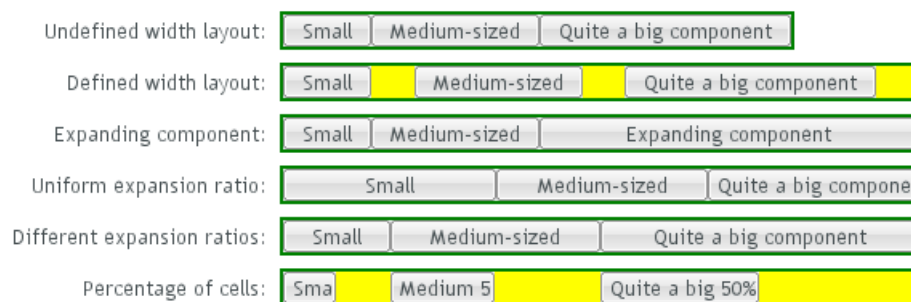 Undefined width layout: Small Medium-sized Quite a big component
Defined width layout: Small Medium-sized Quite a big component
Expanding component: Small Medium-sized Expanding component
Uniform expansion ratio: Small Medium-sized Quite a big compone
Different expansion ratios: Small Medium-sized Quite a big component
Percentage of cells: Sma Medium 5 Quite a big 50%